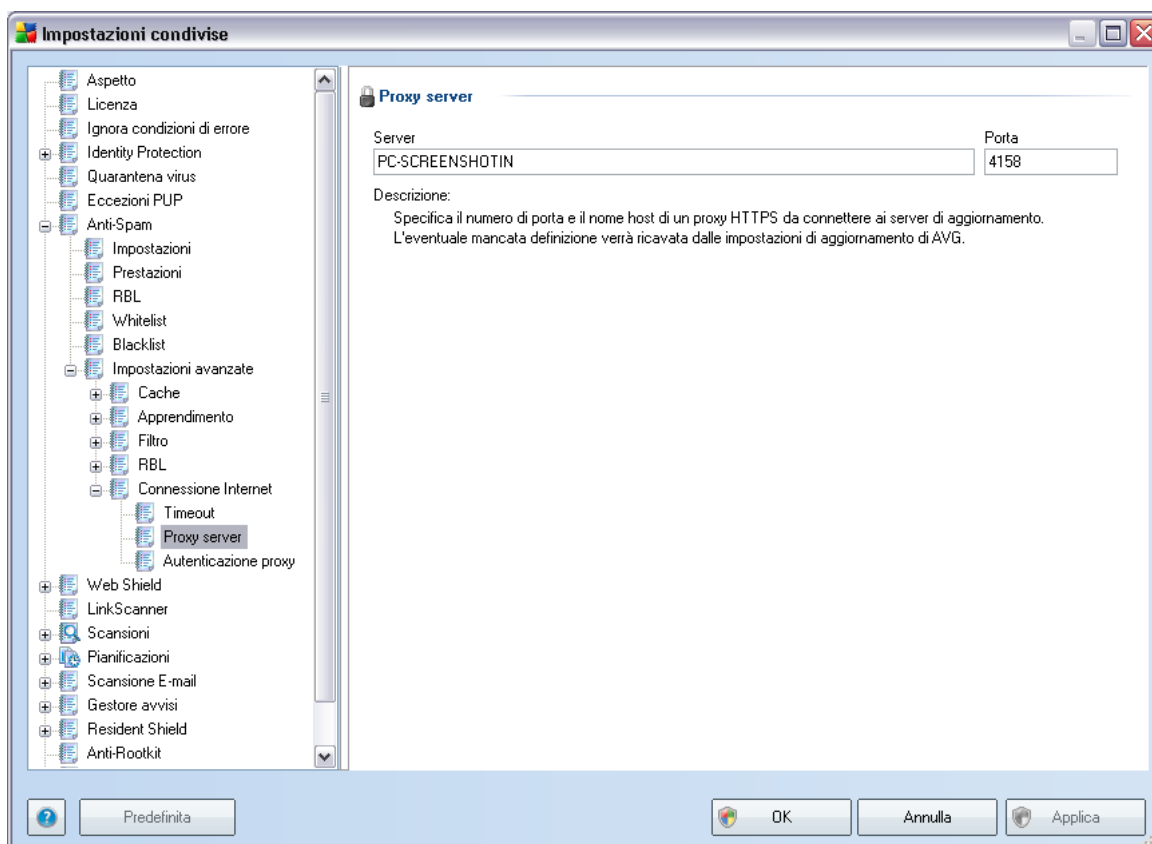 Impostazioni condivise
Aspetto
Licenza
Ignora condizioni di errore
Identity Protection
Quarantena virus
Eccezioni PUP
Anti-Spam
Impostazioni
Prestazioni
RBL
Whitelist
Blacklist
Impostazioni avanzate
Cache
Apprendimento
Filtro
RBL
Connessione Internet
Timeout
Proxy server
Autenticazione proxy
Web Shield
LinkScanner
Scansioni
Pianificazioni
Scansione E-mail
Gestore avvisi
Resident Shield
Anti-Rootkit
Proxy server
Server Porta
PC-SCREENSHOTIN 4158
Descrizione:
Specifica il numero di porta e il nome host di un proxy HTTPS da connettere ai server di aggiornamento.
L'eventuale mancata definizione verrà ricavata dalle impostazioni di aggiornamento di AVG.
Predefinita OK Annulla Applica